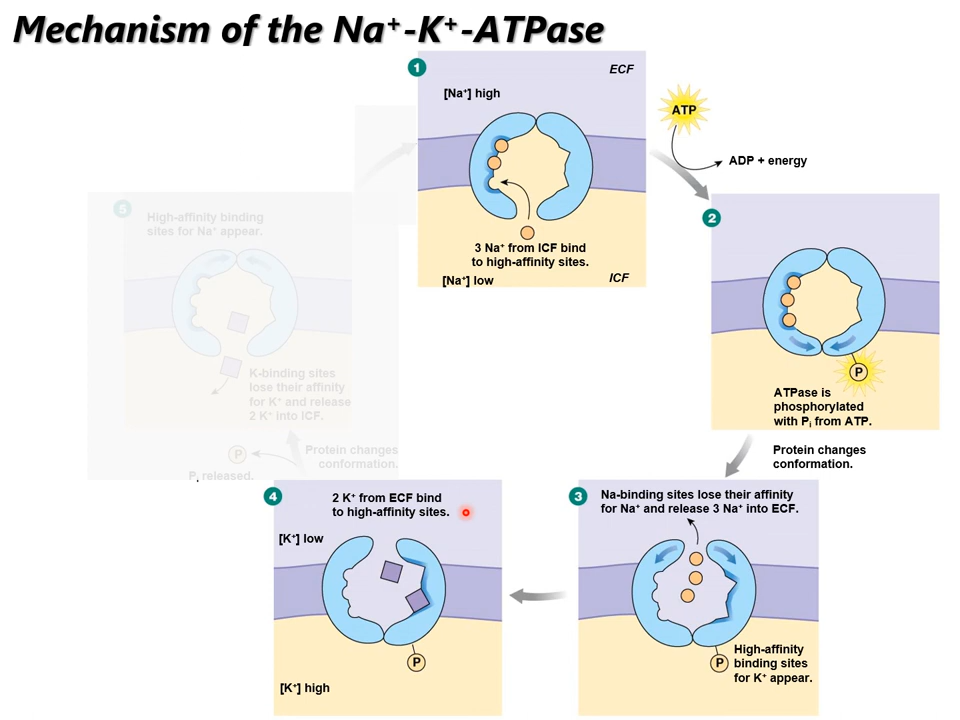 Mechanism of the Na⁺-K⁺-ATPase
1
ECF
[Na⁺] high
3 Na⁺ from ICF bind
to high-affinity sites.
[Na⁺] low
ICF
ATP
ADP + energy
2
P
ATPase is
phosphorylated
with Pᵢ from ATP.
Protein changes
conformation.
3
Na-binding sites lose their affinity
for Na⁺ and release 3 Na⁺ into ECF.
P
High-affinity
binding sites
for K⁺ appear.
4
2 K⁺ from ECF bind
to high-affinity sites.
[K⁺] low
P
[K⁺] high
Protein changes
conformation.
P
Pᵢ released.
5
High-affinity binding
sites for Na⁺ appear.
K-binding sites
lose their affinity
for K⁺ and release
2 K⁺ into ICF.